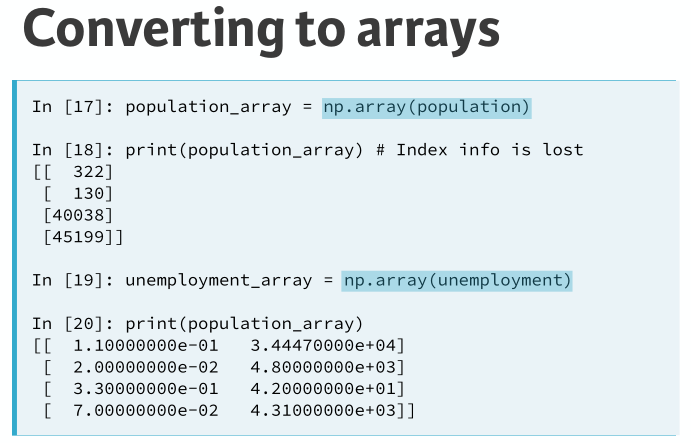 Converting to arrays
In [17]: population_array = np.array(population)
In [18]: print(population_array) # Index info is lost
[[  322]
 [  130]
 [40038]
 [45199]]
In [19]: unemployment_array = np.array(unemployment)
In [20]: print(population_array)
[[  1.10000000e-01   3.44470000e+04]
 [  2.00000000e-02   4.80000000e+03]
 [  3.30000000e-01   4.20000000e+01]
 [  7.00000000e-02   4.31000000e+03]]